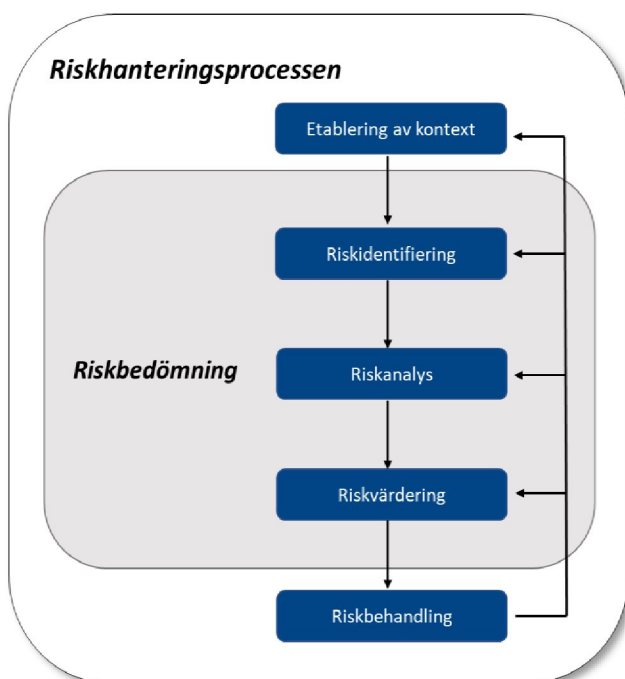 Riskhanteringsprocessen
Etablering av kontext
Riskidentifiering
Riskbedömning
Riskanalys
Riskvärdering
Riskbehandling